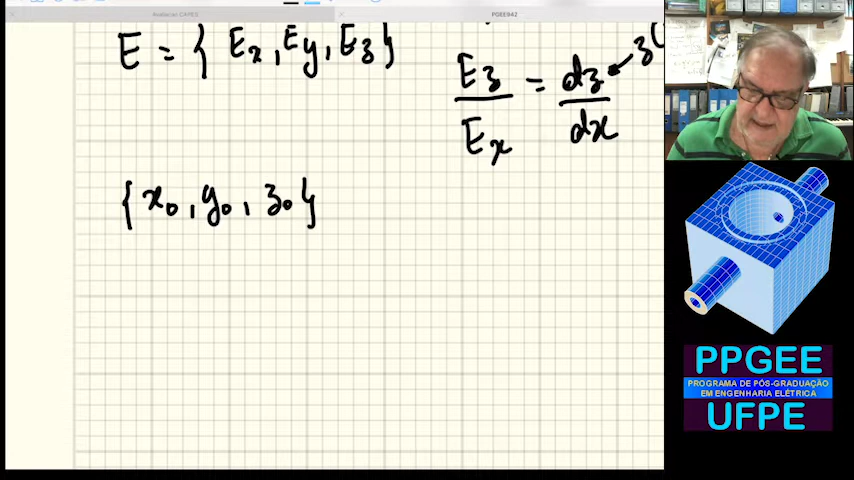 PGEE942
E = { Ex, Ey, Ez }
Ez/Ex = dz/dx
{ x0, y0, z0 }
PPGEE
PROGRAMA DE PÓS-GRADUAÇÃO
EM ENGENHARIA ELÉTRICA
UFPE